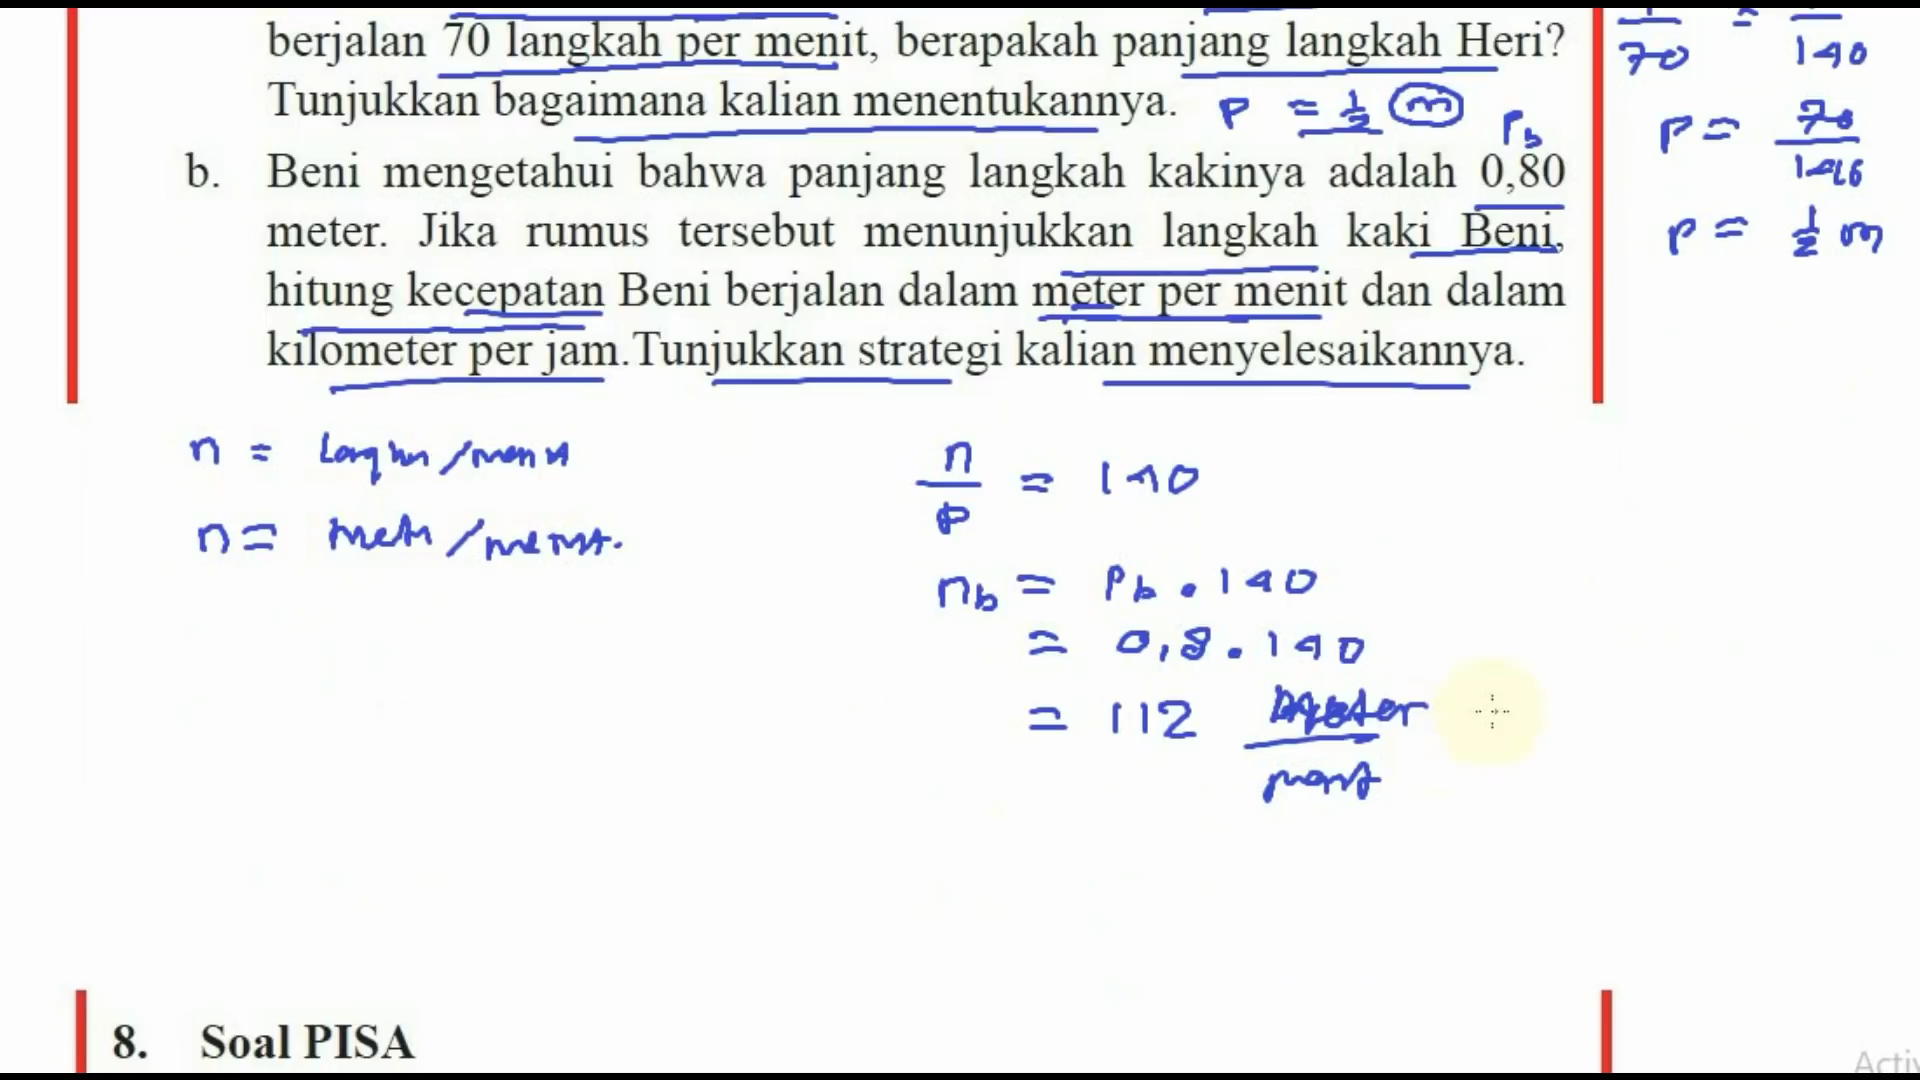 berjalan 70 langkah per menit, berapakah panjang langkah Heri?
Tunjukkan bagaimana kalian menentukannya. P = 1/2 m
b. Beni mengetahui bahwa panjang langkah kakinya adalah 0,80
meter. Jika rumus tersebut menunjukkan langkah kaki Beni,
hitung kecepatan Beni berjalan dalam meter per menit dan dalam
kilometer per jam.Tunjukkan strategi kalian menyelesaikannya.
Pb
70 = 140
P = 70
P = 1/2 m
n =
n =
n/P = 140
nb = Pb . 140
= 0,8 . 140
= 112
8. Soal PISA